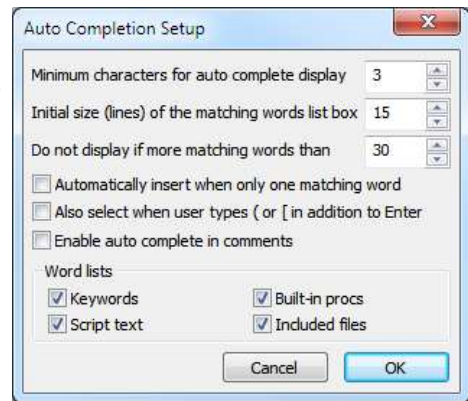 Auto Completion Setup
Minimum characters for auto complete display 3
Initial size (lines) of the matching words list box 15
Do not display if more matching words than 30
Automatically insert when only one matching word
Also select when user types ( or [ in addition to Enter
Enable auto complete in comments
Word lists
Keywords Built-in procs
Script text Included files
Cancel OK